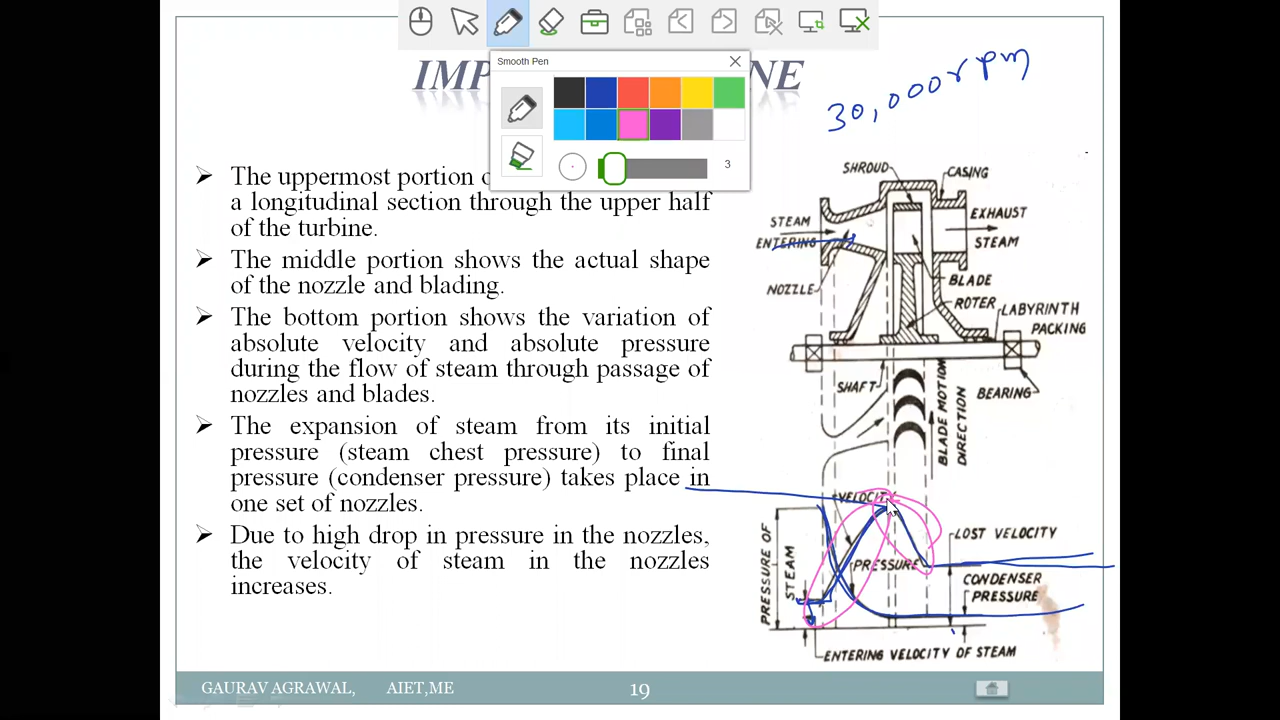 Smooth Pen
3
IMP NE
30,000 rpm
The uppermost portion o
a longitudinal section through the upper half
of the turbine.
The middle portion shows the actual shape
of the nozzle and blading.
The bottom portion shows the variation of
absolute velocity and absolute pressure
during the flow of steam through passage of
nozzles and blades.
The expansion of steam from its initial
pressure (steam chest pressure) to final
pressure (condenser pressure) takes place in
one set of nozzles.
Due to high drop in pressure in the nozzles,
the velocity of steam in the nozzles
increases.
SHROUD
CASING
STEAM
ENTERING
EXHAUST
STEAM
NOZZLE
BLADE
ROTER
LABYRINTH
PACKING
SHAFT
BEARING
BLADE MOTION
DIRECTION
VELOCITY
PRESSURE OF
STEAM
LOST VELOCITY
PRESSURE
CONDENSER
PRESSURE
ENTERING VELOCITY OF STEAM
GAURAV AGRAWAL, AIET,ME
19